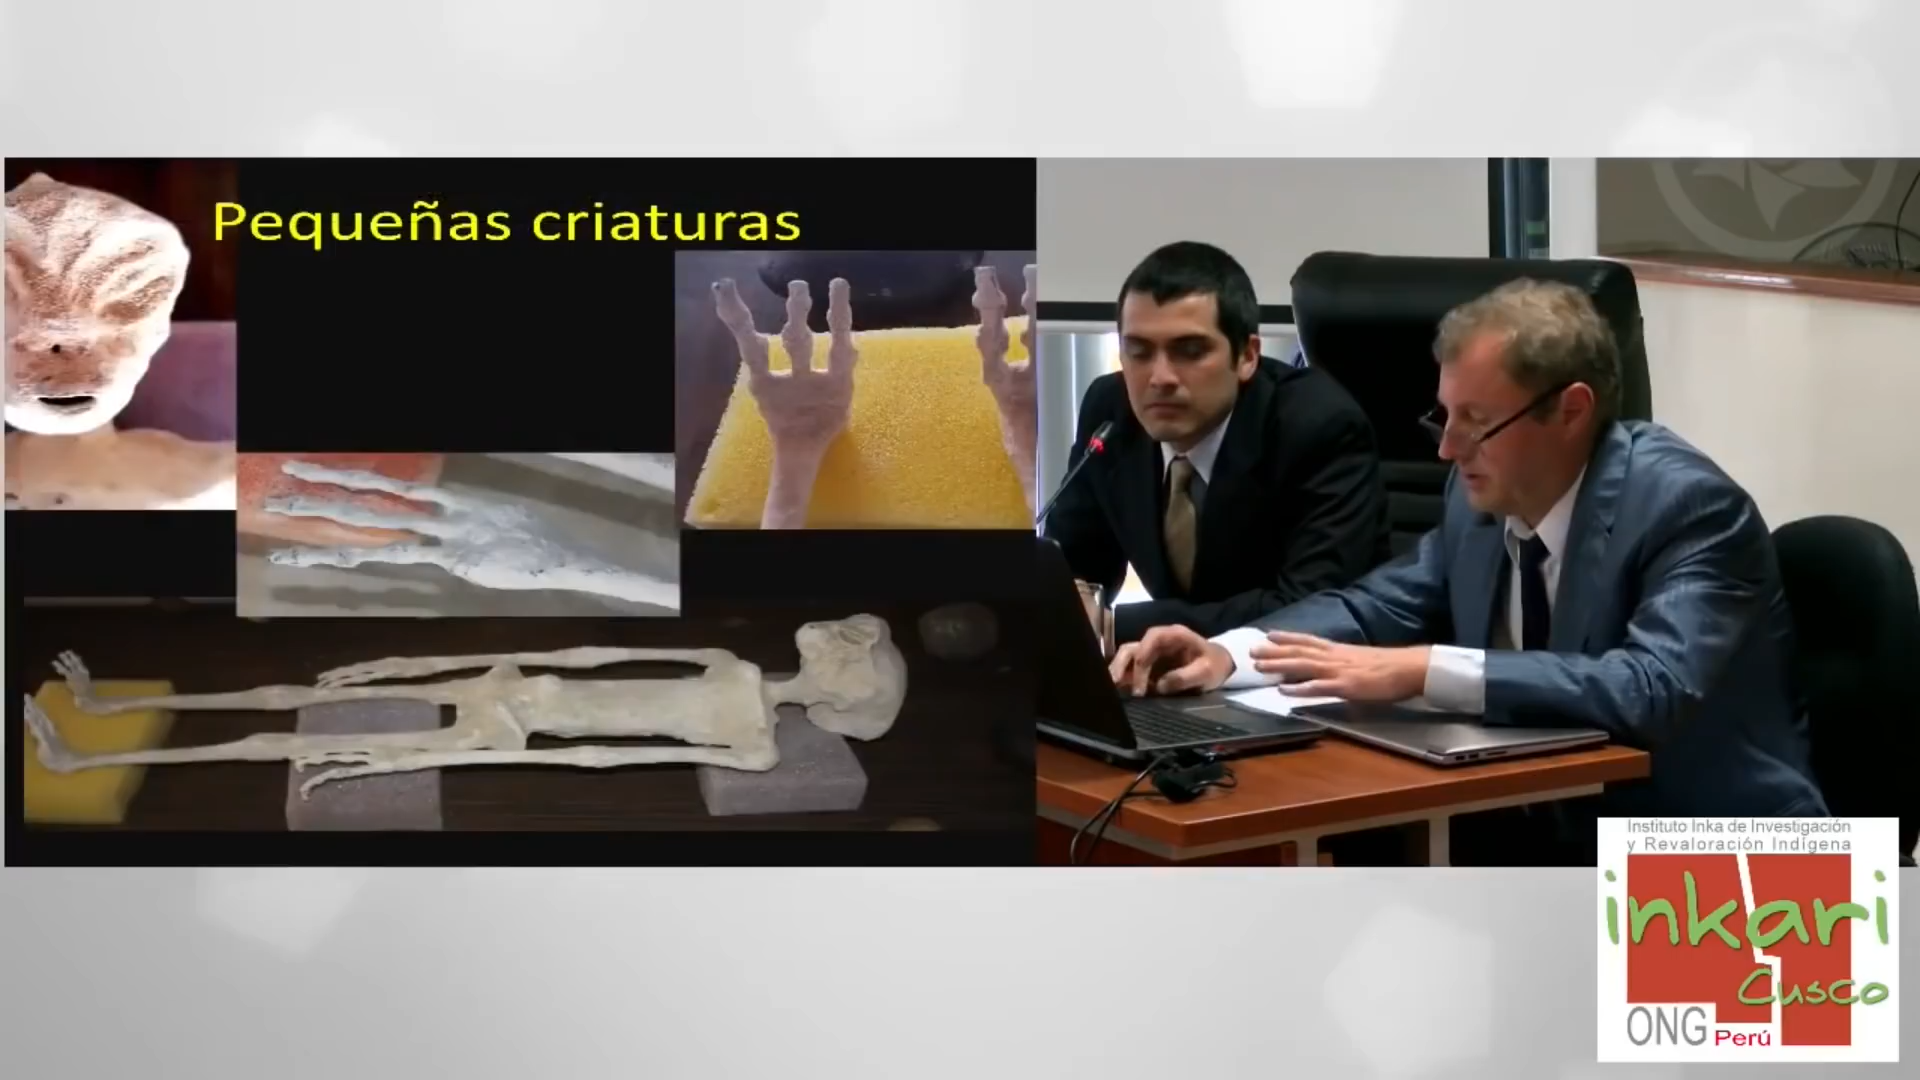 Pequeñas criaturas
Instituto Inka de Investigación
y Revaloración Indígena
inkari
Cusco
ONG Perú